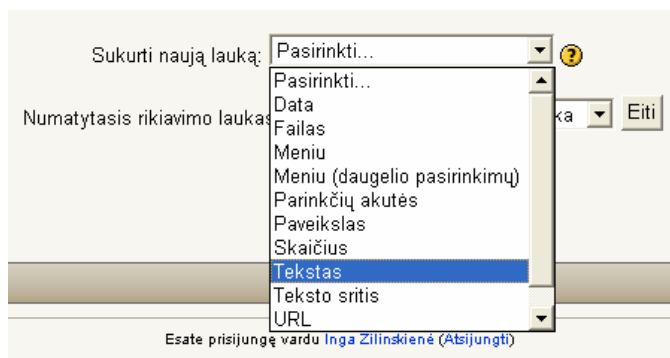 Sukurti naują lauką: Pasirinkti...
Pasirinkti...
Data
Numatytasis rikiavimo laukas ka Eiti
Failas
Meniu
Meniu (daugelio pasirinkimų)
Parinkčių akutės
Paveikslas
Skaičius
Tekstas
Teksto sritis
URL
Esate prisijungę vardu Inga Zilinskienė (Atsijungti)